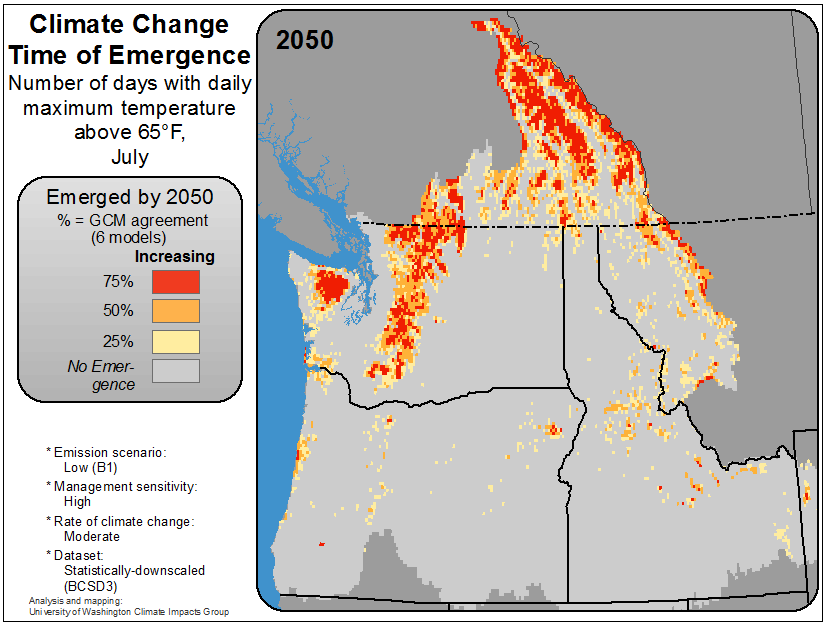 Climate Change
Time of Emergence
Number of days with daily
maximum temperature
above 65°F,
July
2050
Emerged by 2050
% = GCM agreement
(6 models)
Increasing
75%
50%
25%
No Emer-
gence
* Emission scenario:
Low (B1)
* Management sensitivity:
High
* Rate of climate change:
Moderate
* Dataset:
Statistically-downscaled
(BCSD3)
Analysis and mapping:
University of Washington Climate Impacts Group